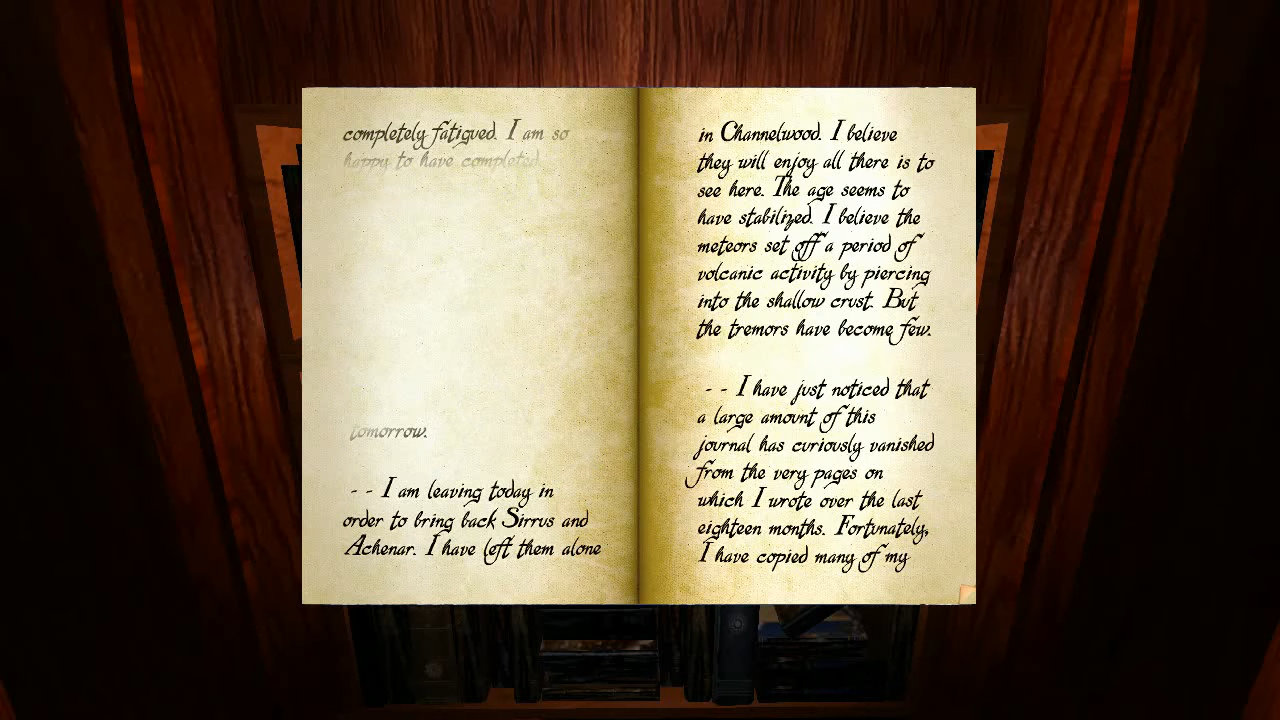 completely fatigued. I am so
happy to have completed
tomorrow.
- - I am leaving today in
order to bring back Sirrus and
Achenar. I have left them alone
in Channelwood. I believe
they will enjoy all there is to
see here. The age seems to
have stabilized. I believe the
meteors set off a period of
volcanic activity by piercing
into the shallow crust. But
the tremors have become few.
- - I have just noticed that
a large amount of this
journal has curiously vanished
from the very pages on
which I wrote over the last
eighteen months. Fortunately,
I have copied many of my